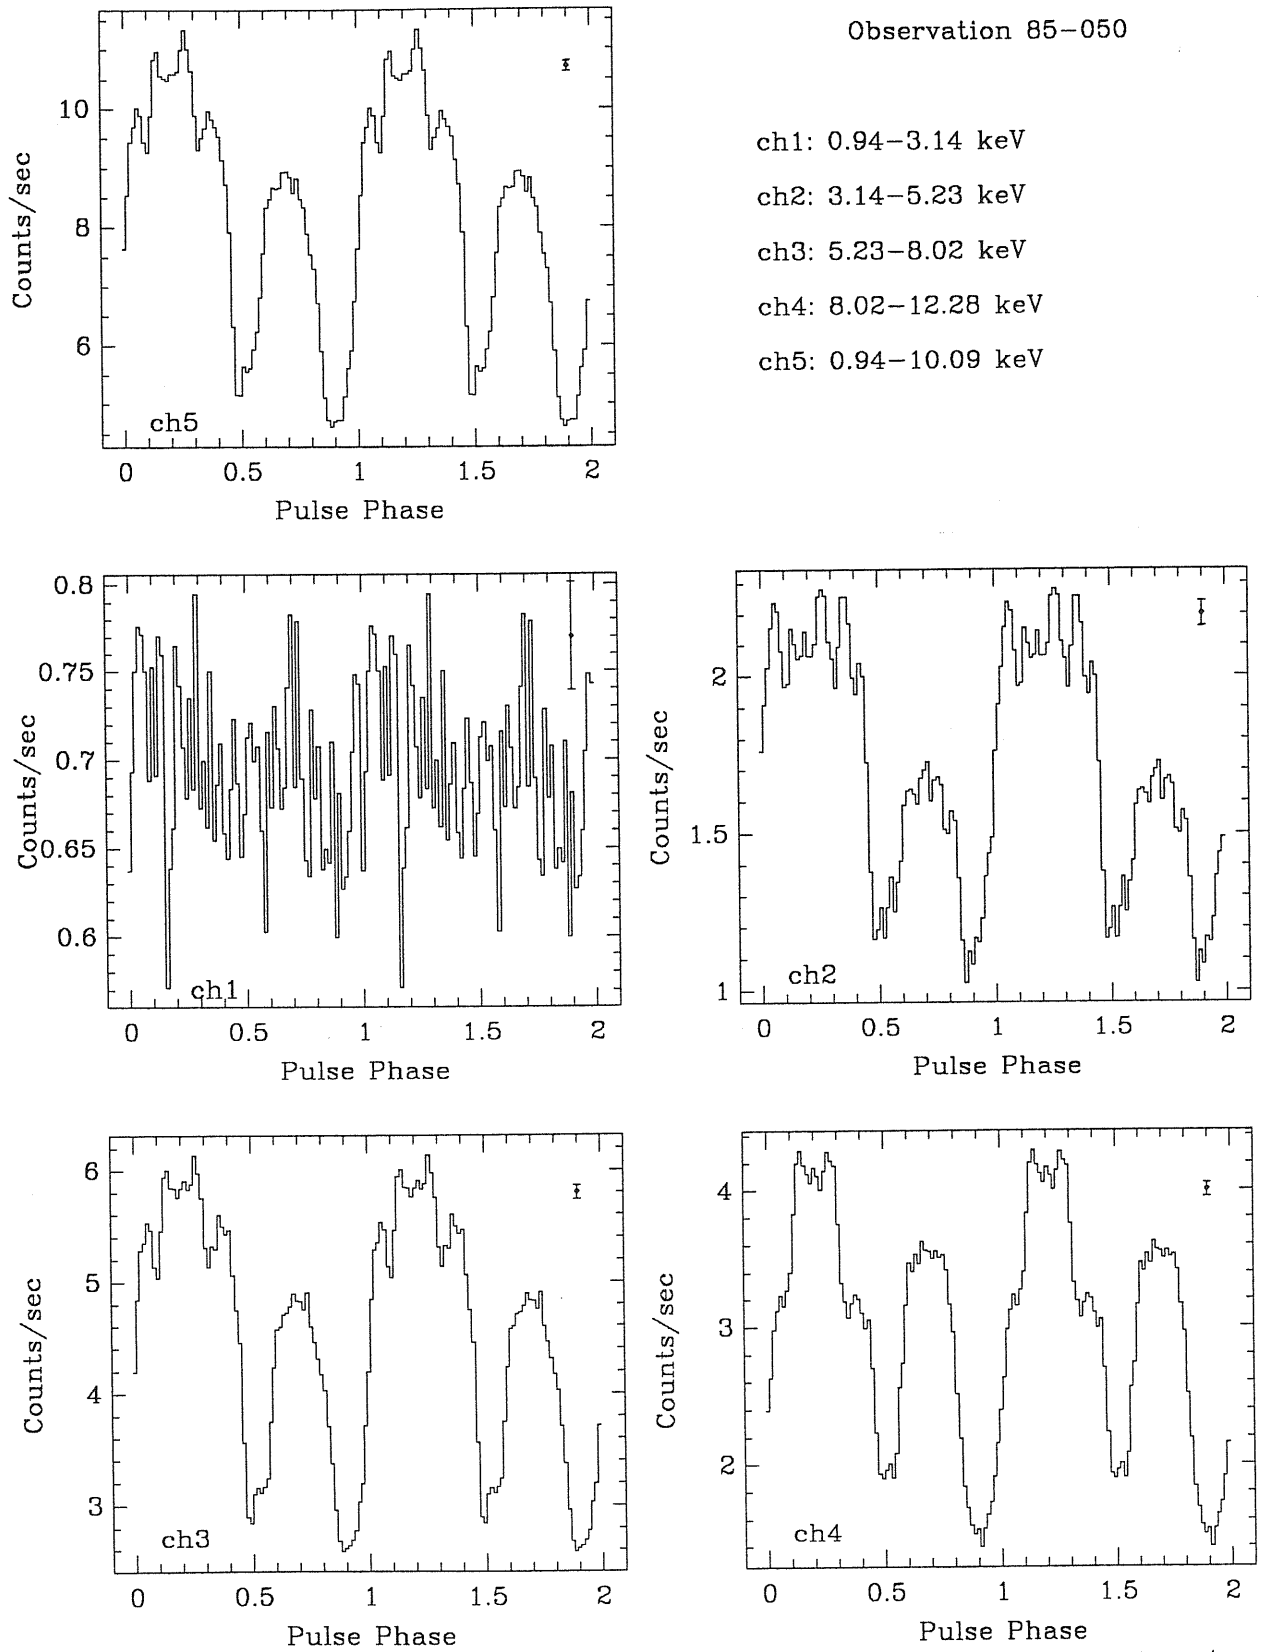 Observation 85-050
ch1: 0.94-3.14 keV
ch2: 3.14-5.23 keV
ch3: 5.23-8.02 keV
ch4: 8.02-12.28 keV
ch5: 0.94-10.09 keV
Counts/sec
10
8
6
ch5
0 0.5 1 1.5 2
Pulse Phase
Counts/sec
0.8
0.75
0.7
0.65
0.6
ch1
0 0.5 1 1.5 2
Pulse Phase
Counts/sec
2
1.5
1
ch2
0 0.5 1 1.5 2
Pulse Phase
Counts/sec
6
5
4
3
ch3
0 0.5 1 1.5 2
Pulse Phase
Counts/sec
4
3
2
ch4
0 0.5 1 1.5 2
Pulse Phase